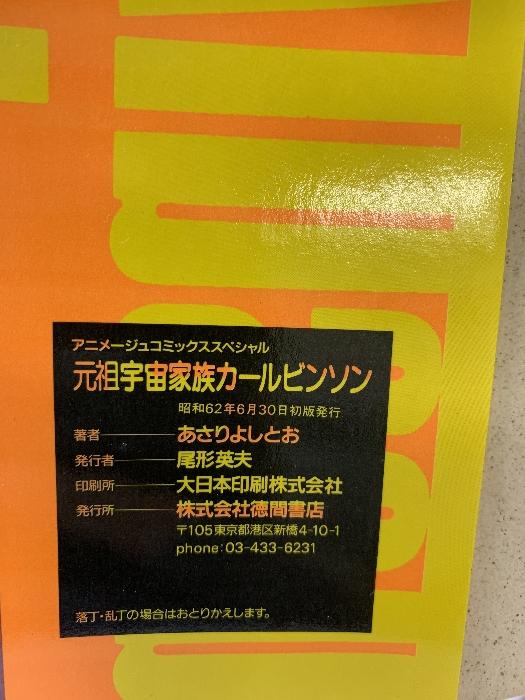 アニメージュコミックススペシャル
元祖宇宙家族カールビンソン
昭和62年6月30日初版発行
著者――――あさりよしとお
発行者――――尾形英夫
印刷所――――大日本印刷株式会社
発行所――――株式会社徳間書店
〒105東京都港区新橋4-10-1
phone:03-433-6231
落丁・乱丁の場合はおとりかえします。